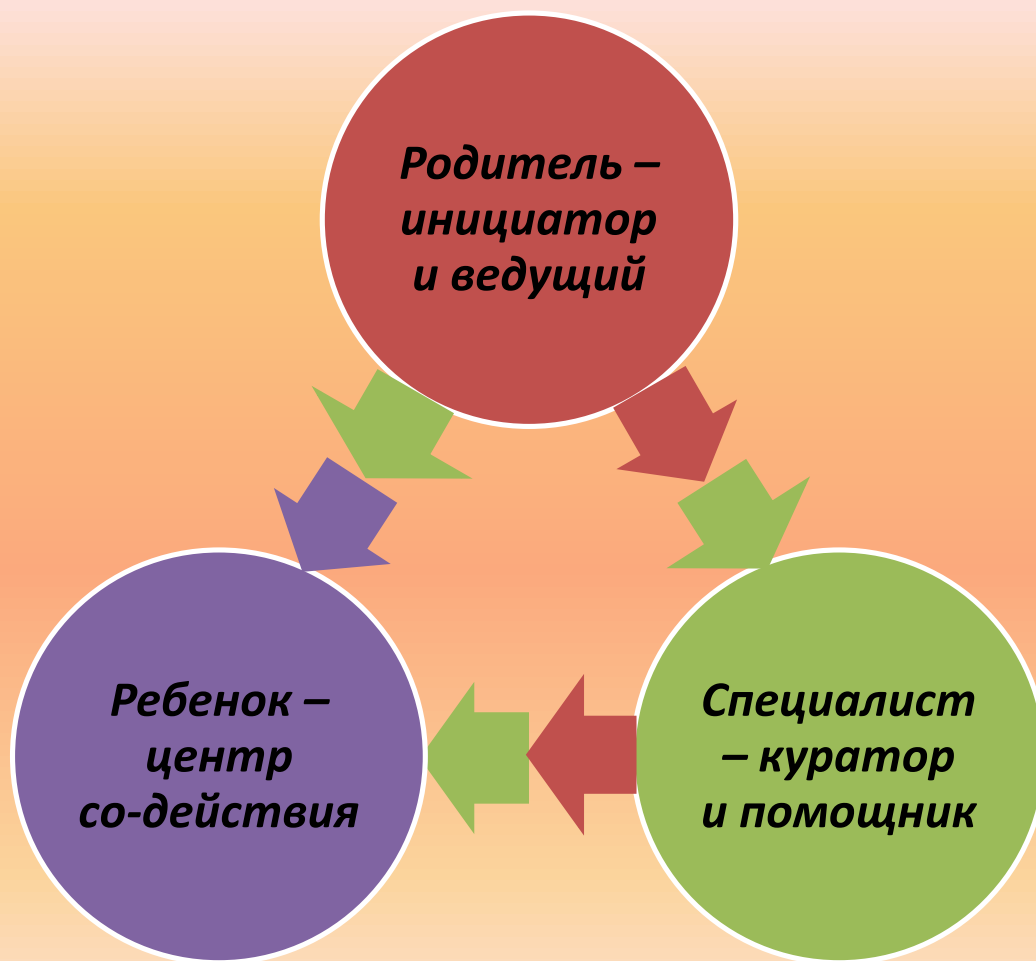 Родитель –
инициатор
и ведущий
Ребенок –
центр
со-действия
Специалист
– куратор
и помощник